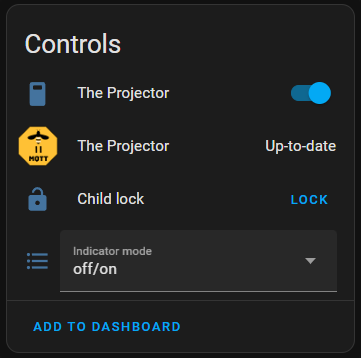 Controls
The Projector
MQTT
The Projector Up-to-date
Child lock LOCK
Indicator mode
off/on
ADD TO DASHBOARD